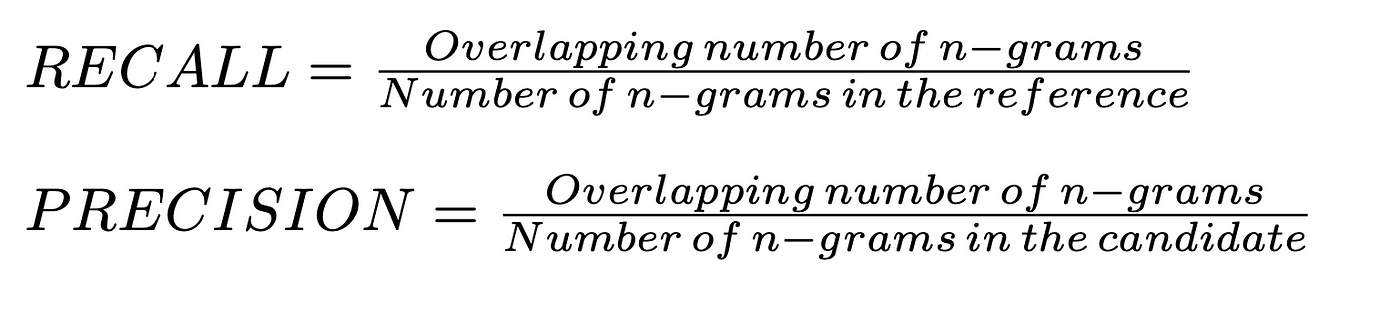 RECALL = Overlapping number of n−grams / Number of n−grams in the reference
PRECISION = Overlapping number of n−grams / Number of n−grams in the candidate